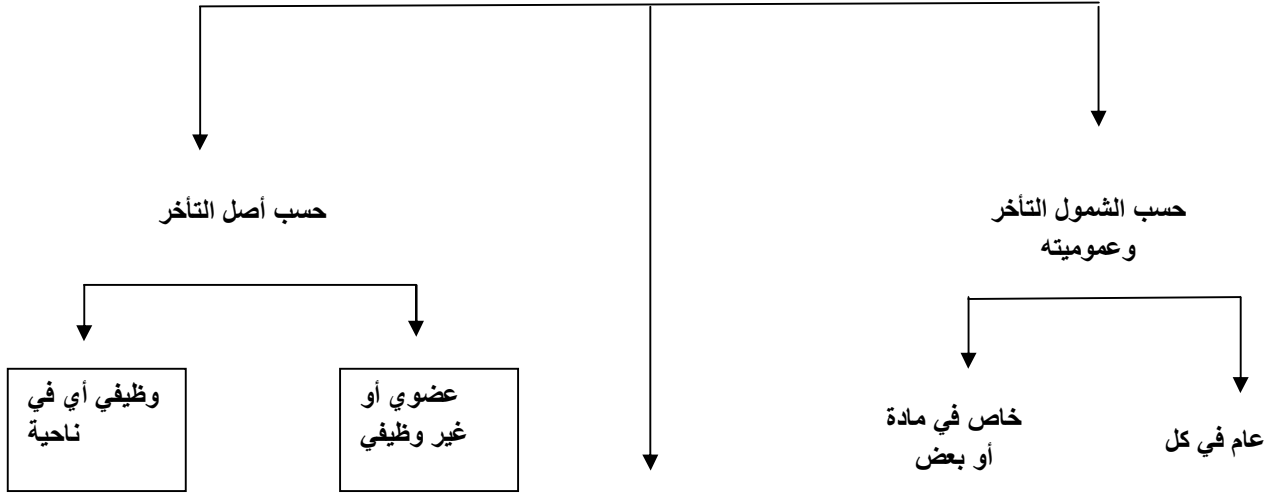 حسب الشمول التأخر
وعموميته
حسب أصل التأخر
عام في كل
خاص في مادة
أو بعض
عضوي أو
غير وظيفي
وظيفي أي في
ناحية